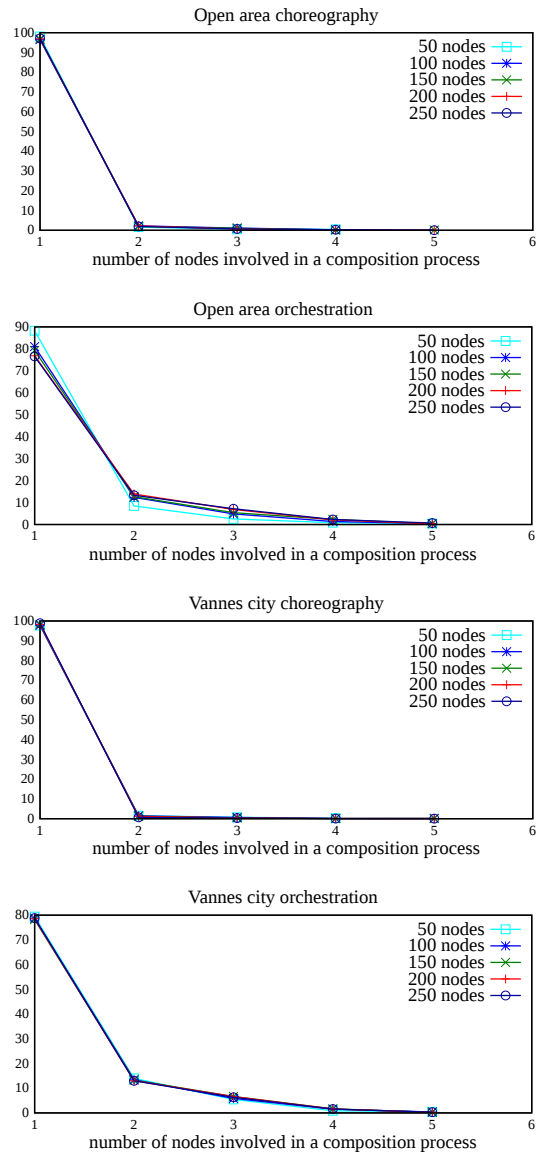 Open area choreography
100
90
80
70
60
50
40
30
20
10
0
50 nodes
100 nodes
150 nodes
200 nodes
250 nodes
1 2 3 4 5 6
number of nodes involved in a composition process
Open area orchestration
90
80
70
60
50
40
30
20
10
0
50 nodes
100 nodes
150 nodes
200 nodes
250 nodes
1 2 3 4 5 6
number of nodes involved in a composition process
Vannes city choreography
100
90
80
70
60
50
40
30
20
10
0
50 nodes
100 nodes
150 nodes
200 nodes
250 nodes
1 2 3 4 5 6
number of nodes involved in a composition process
Vannes city orchestration
80
70
60
50
40
30
20
10
0
50 nodes
100 nodes
150 nodes
200 nodes
250 nodes
1 2 3 4 5 6
number of nodes involved in a composition process